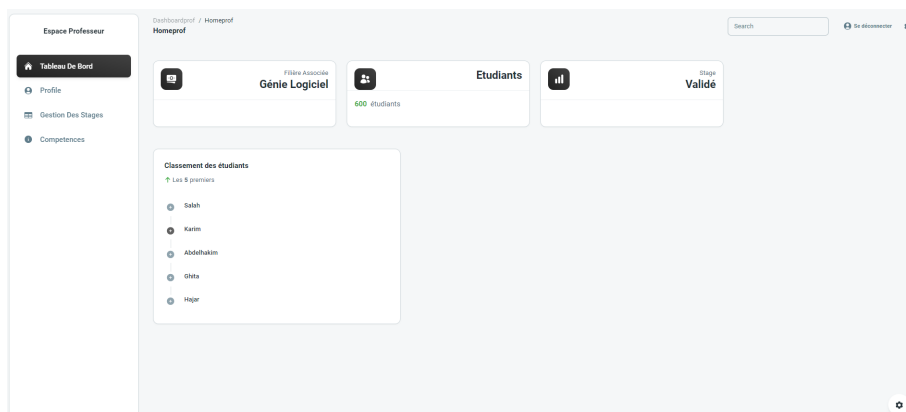 Espace Professeur
Tableau De Bord
Profile
Gestion Des Stages
Competences
Dashboardprof / Homeprof
Homeprof
Search
Se déconnecter
Filière Associée
Génie Logiciel
Etudiants
600 étudiants
Stage
Validé
Classement des étudiants
Les 5 premiers
Salah
Karim
Abdelhakim
Ghita
Hajar